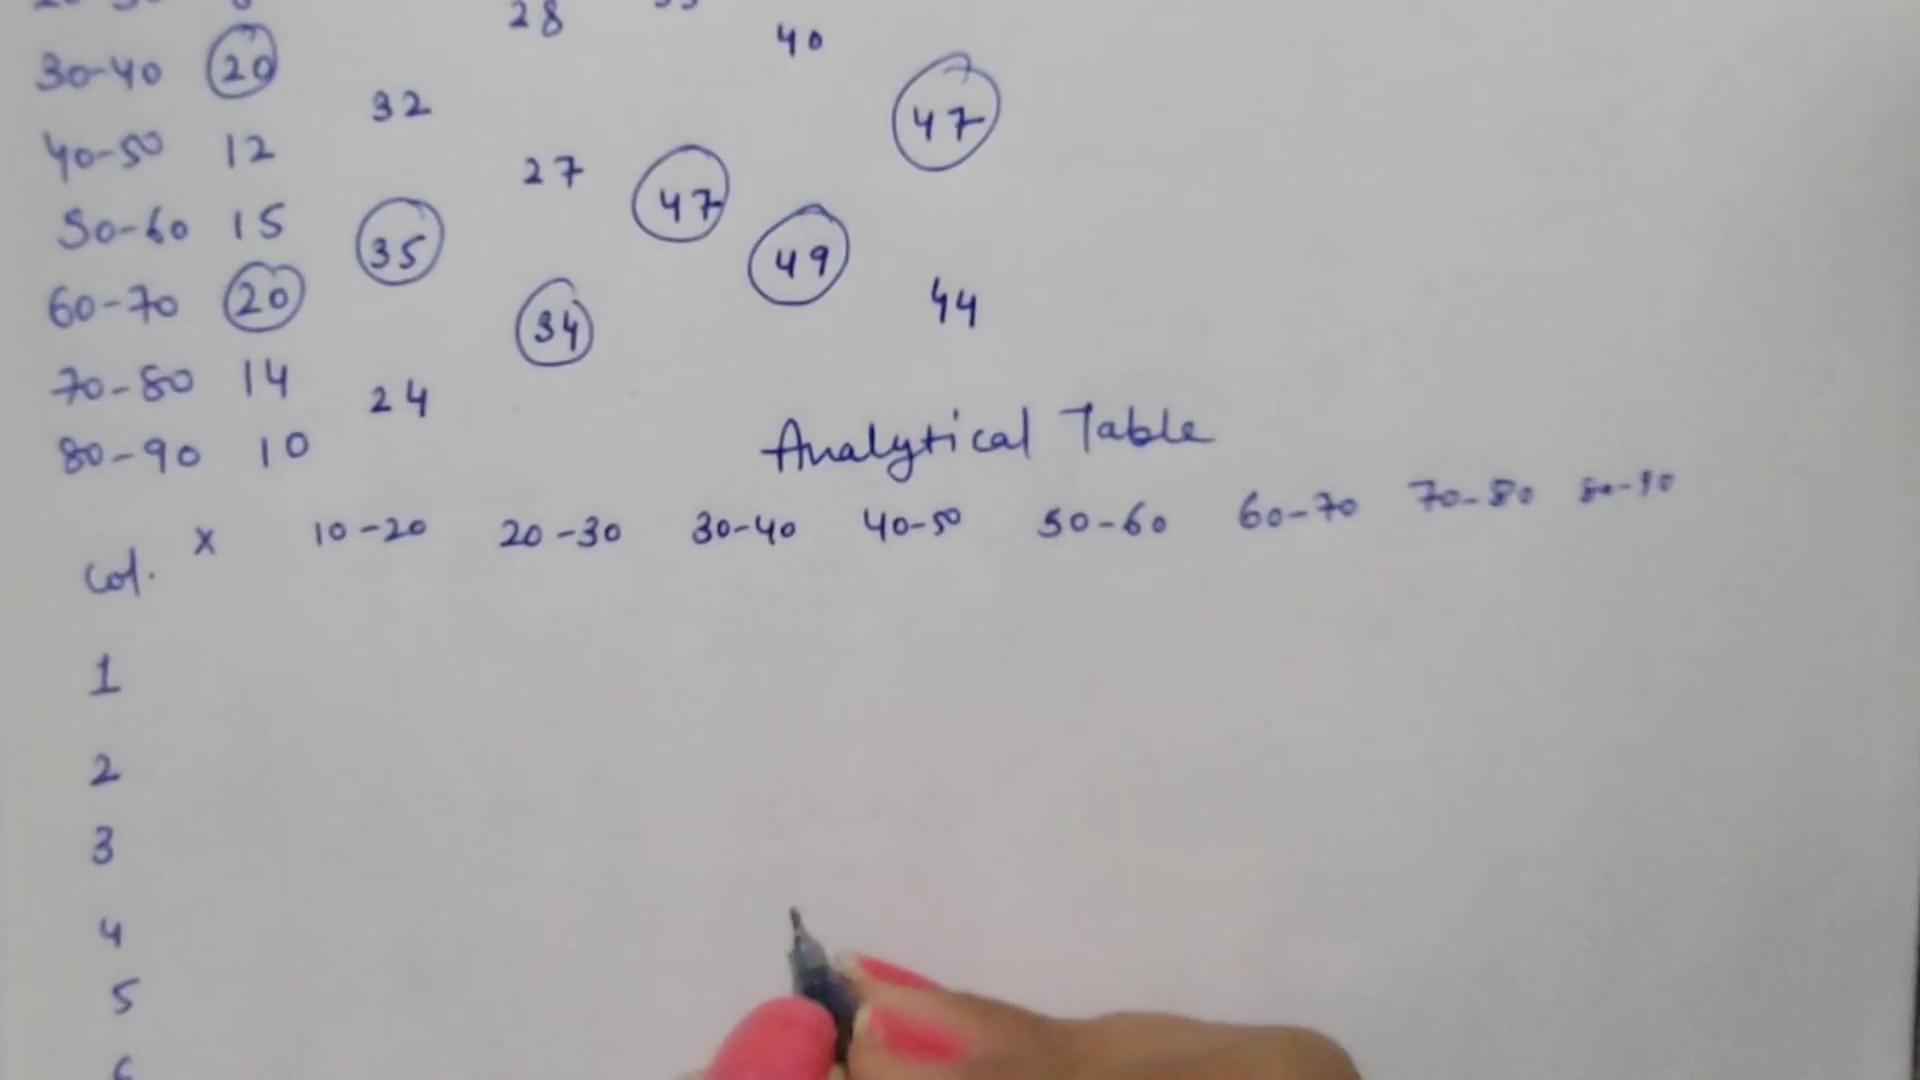 28 40
30-40 20
32 47
40-50 12
27 47
50-60 15 35 49
60-70 20 34 44
70-80 14 24
80-90 10
Analytical Table
Col. X 10-20 20-30 30-40 40-50 50-60 60-70 70-80 80-90
1
2
3
4
5